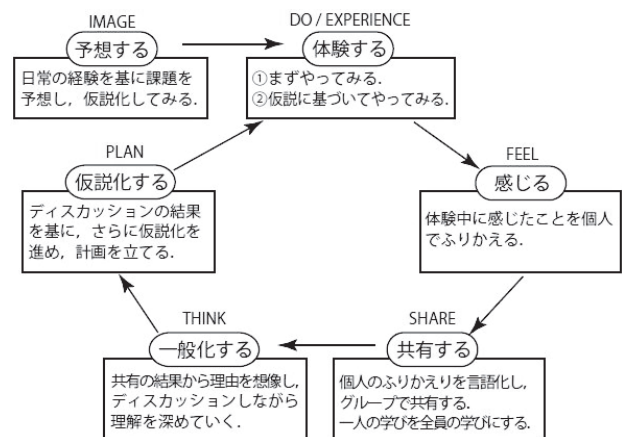 IMAGE
予想する
日常の経験を基に課題を
予想し，仮説化してみる．
DO / EXPERIENCE
体験する
①まずやってみる．
②仮説に基づいてやってみる．
FEEL
感じる
体験中に感じたことを個人
でふりかえる．
SHARE
共有する
個人のふりかえりを言語化し，
グループで共有する．
一人の学びを全員の学びにする．
THINK
一般化する
共有の結果から理由を想像し，
ディスカッションしながら
理解を深めていく．
PLAN
仮説化する
ディスカッションの結果
を基に，さらに仮説化を
進め，計画を立てる．